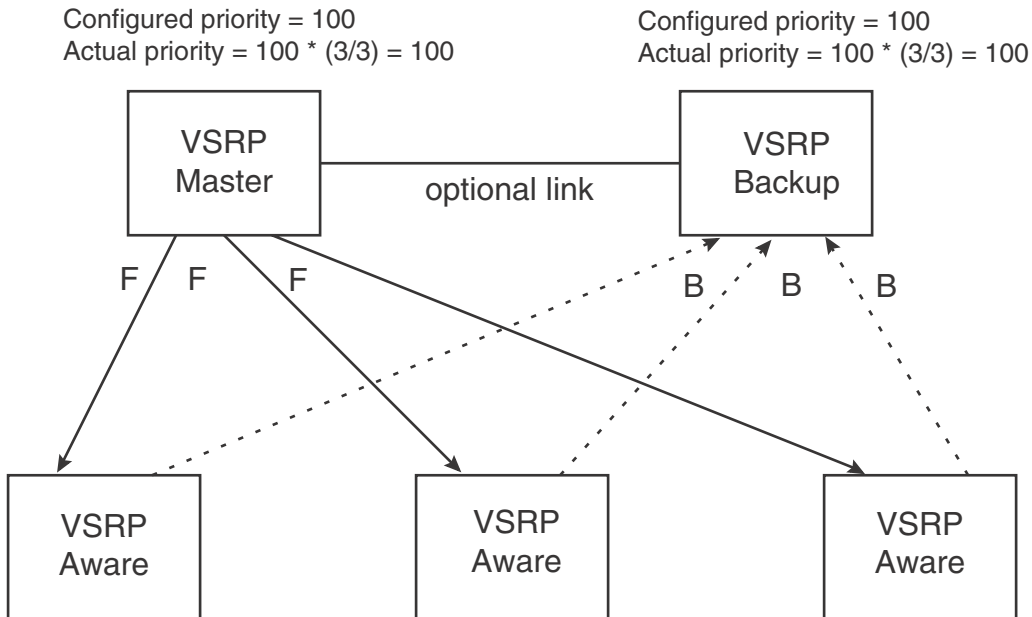 Configured priority = 100
Actual priority = 100 * (3/3) = 100
Configured priority = 100
Actual priority = 100 * (3/3) = 100
VSRP
Master
optional link
VSRP
Backup
F
F
F
B
B
B
VSRP
Aware
VSRP
Aware
VSRP
Aware